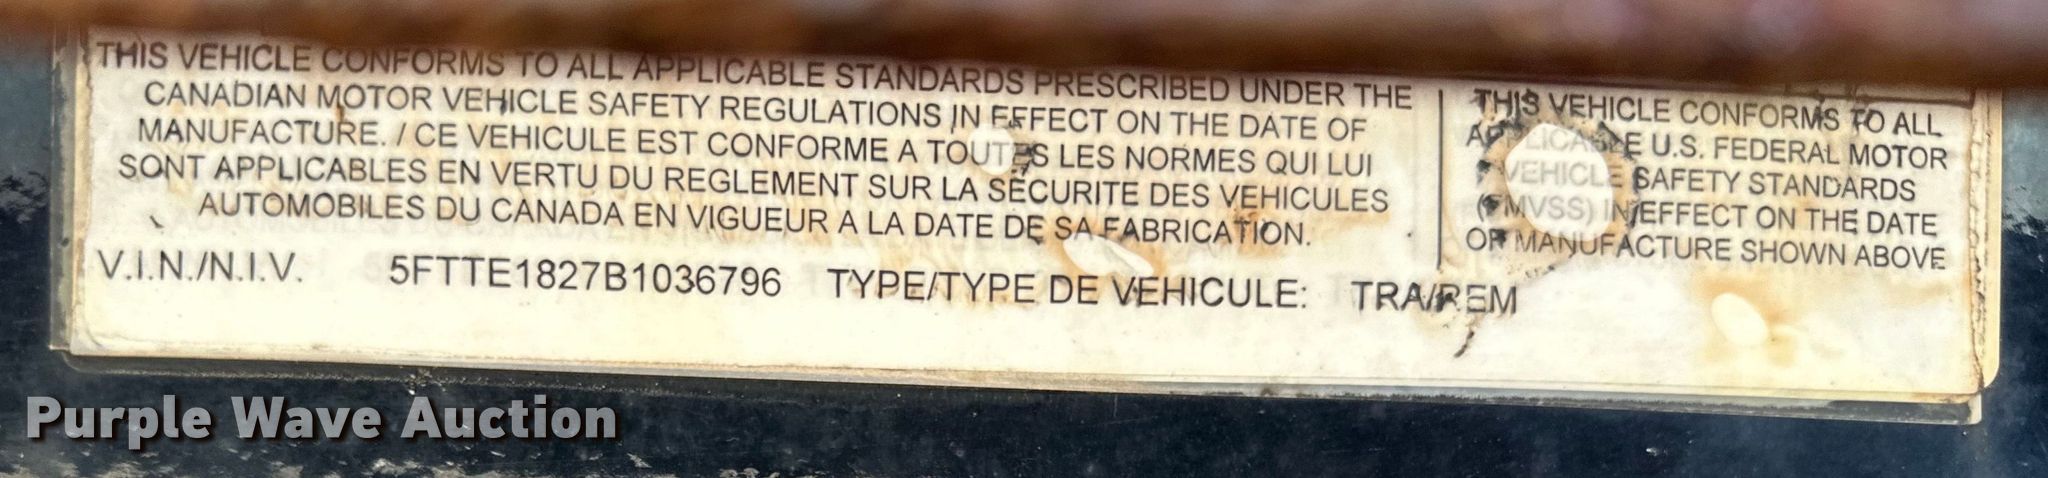 THIS VEHICLE CONFORMS TO ALL APPLICABLE STANDARDS PRESCRIBED UNDER THE
CANADIAN MOTOR VEHICLE SAFETY REGULATIONS IN EFFECT ON THE DATE OF
MANUFACTURE. / CE VEHICULE EST CONFORME A TOUTES LES NORMES QUI LUI
SONT APPLICABLES EN VERTU DU REGLEMENT SUR LA SECURITE DES VEHICULES
AUTOMOBILES DU CANADA EN VIGUEUR A LA DATE DE SA FABRICATION.
THIS VEHICLE CONFORMS TO ALL
APPLICABLE U.S. FEDERAL MOTOR
VEHICLE SAFETY STANDARDS
(FMVSS) IN EFFECT ON THE DATE
OF MANUFACTURE SHOWN ABOVE
V.I.N./N.I.V. 5FTTE1827B1036796 TYPE/TYPE DE VEHICULE: TRA/REM
Purple Wave Auction